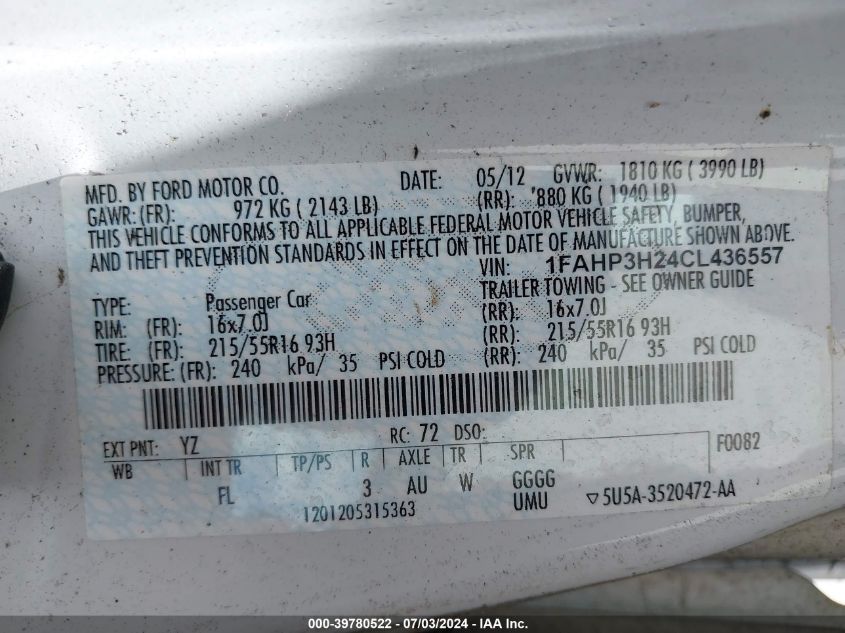 MFD. BY FORD MOTOR CO. DATE: 05/12 GVWR: 1810 KG ( 3990 LB)
GAWR: (FR): 972 KG ( 2143 LB) (RR): 880 KG ( 1940 LB)
THIS VEHICLE CONFORMS TO ALL APPLICABLE FEDERAL MOTOR VEHICLE SAFETY, BUMPER,
AND THEFT PREVENTION STANDARDS IN EFFECT ON THE DATE OF MANUFACTURE SHOWN ABOVE.
VIN: 1FAHP3H24CL436557
TYPE: Passenger Car TRAILER TOWING - SEE OWNER GUIDE
RIM: (FR): 16x7.0J (RR): 16x7.0J
TIRE: (FR): 215/55R16 93H (RR): 215/55R16 93H
PRESSURE: (FR): 240 kPa/ 35 PSI COLD (RR): 240 kPa/ 35 PSI COLD
EXT PNT: YZ RC: 72 DSO: F0082
WB INT TR TP/PS R AXLE TR SPR
FL 3 AU W GGGG
1201205315363 UMU ▽5U5A-3520472-AA
000-39780522 - 07/03/2024 - IAAI Inc.